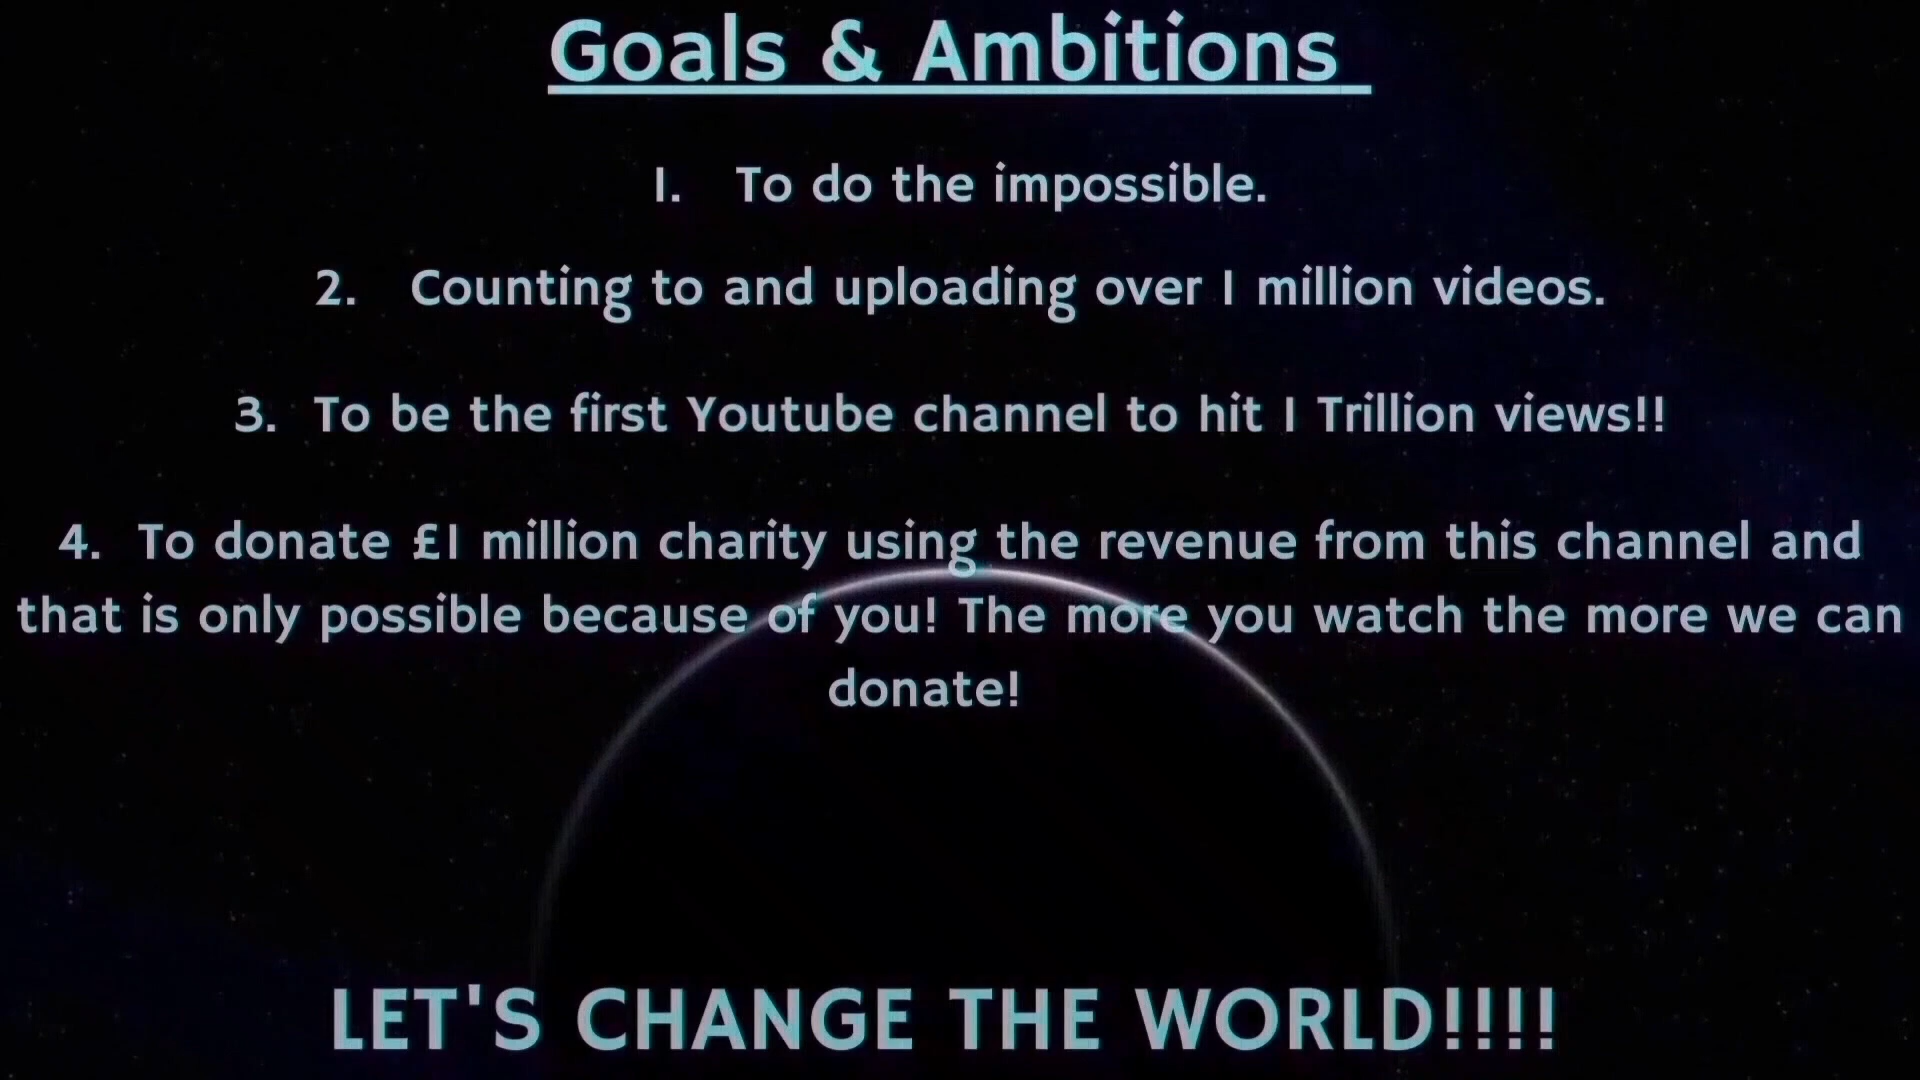 Goals & Ambitions
1. To do the impossible.
2. Counting to and uploading over 1 million videos.
3. To be the first Youtube channel to hit 1 Trillion views!!
4. To donate £1 million charity using the revenue from this channel and
that is only possible because of you! The more you watch the more we can
donate!
LET'S CHANGE THE WORLD!!!!